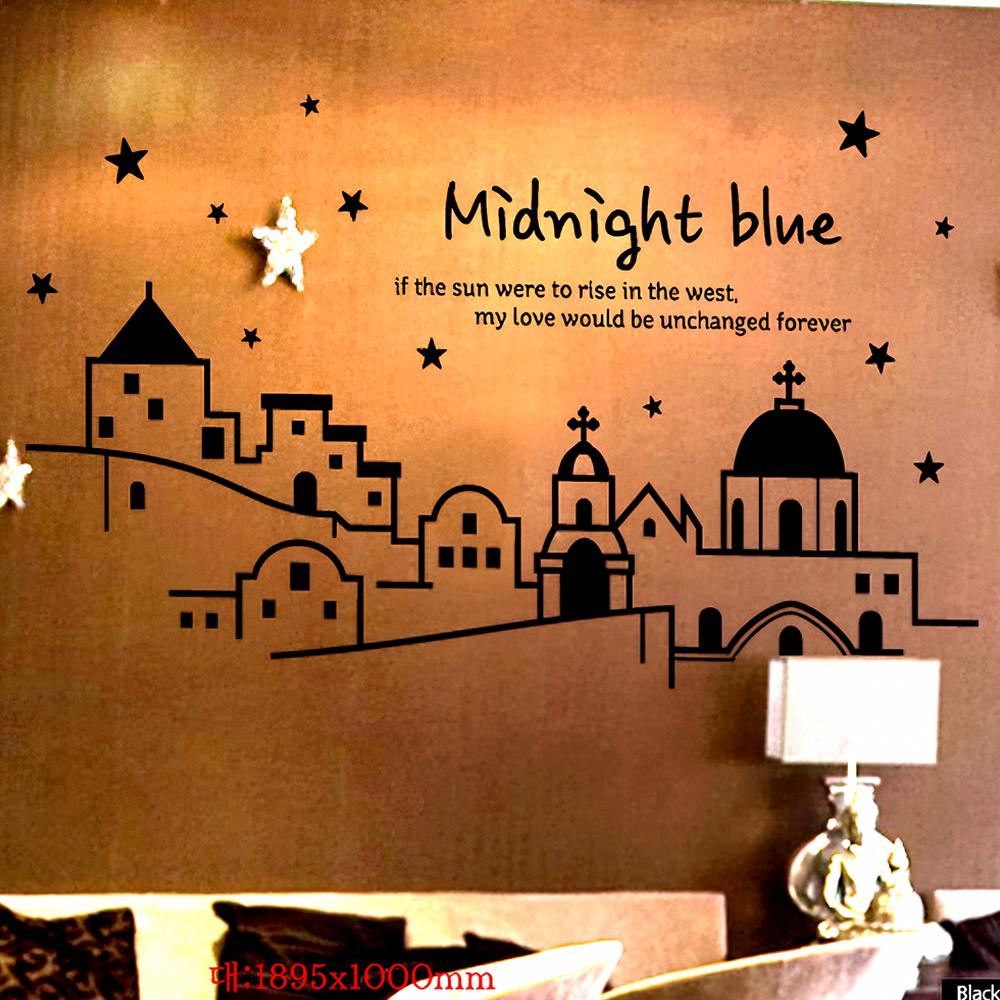 Midnight blue
if the sun were to rise in the west,
my love would be unchanged forever
대:1895x1000mm
Black